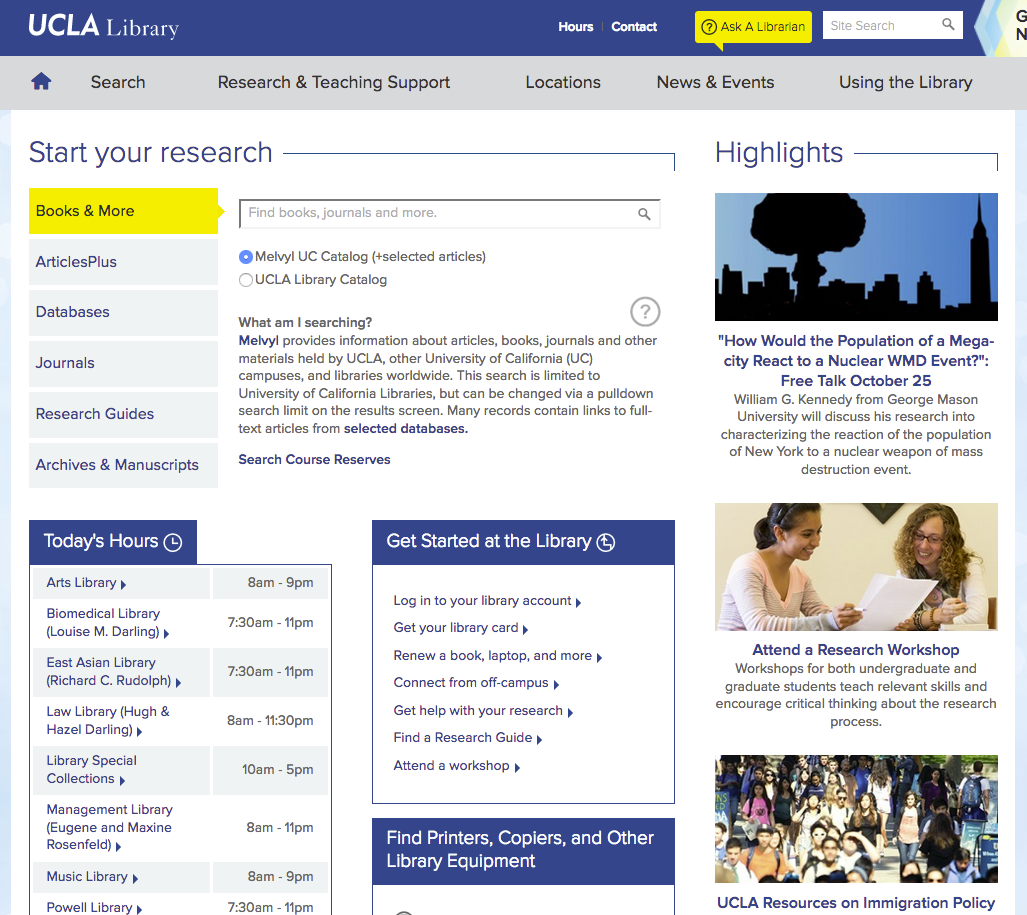 UCLA Library
Hours
Contact
Ask A Librarian
Site Search
G
N
Search
Research & Teaching Support
Locations
News & Events
Using the Library
Start your research
Books & More
ArticlesPlus
Databases
Journals
Research Guides
Archives & Manuscripts
Find books, journals and more.
Melvyl UC Catalog (+selected articles)
UCLA Library Catalog
What am I searching?
Melvyl provides information about articles, books, journals and other
materials held by UCLA, other University of California (UC)
campuses, and libraries worldwide. This search is limited to
University of California Libraries, but can be changed via a pulldown
search limit on the results screen. Many records contain links to full-
text articles from selected databases.
Search Course Reserves
Today's Hours
Arts Library 8am - 9pm
Biomedical Library
(Louise M. Darling) 7:30am - 11pm
East Asian Library
(Richard C. Rudolph) 7:30am - 11pm
Law Library (Hugh &
Hazel Darling) 8am - 11:30pm
Library Special
Collections 10am - 5pm
Management Library
(Eugene and Maxine
Rosenfeld) 8am - 11pm
Music Library 8am - 9pm
Powell Library 7:30am - 11pm
Get Started at the Library
Log in to your library account
Get your library card
Renew a book, laptop, and more
Connect from off-campus
Get help with your research
Find a Research Guide
Attend a workshop
Find Printers, Copiers, and Other
Library Equipment
Highlights
"How Would the Population of a Mega-
city React to a Nuclear WMD Event?":
Free Talk October 25
William G. Kennedy from George Mason
University will discuss his research into
characterizing the reaction of the population
of New York to a nuclear weapon of mass
destruction event.
Attend a Research Workshop
Workshops for both undergraduate and
graduate students teach relevant skills and
encourage critical thinking about the research
process.
UCLA Resources on Immigration Policy